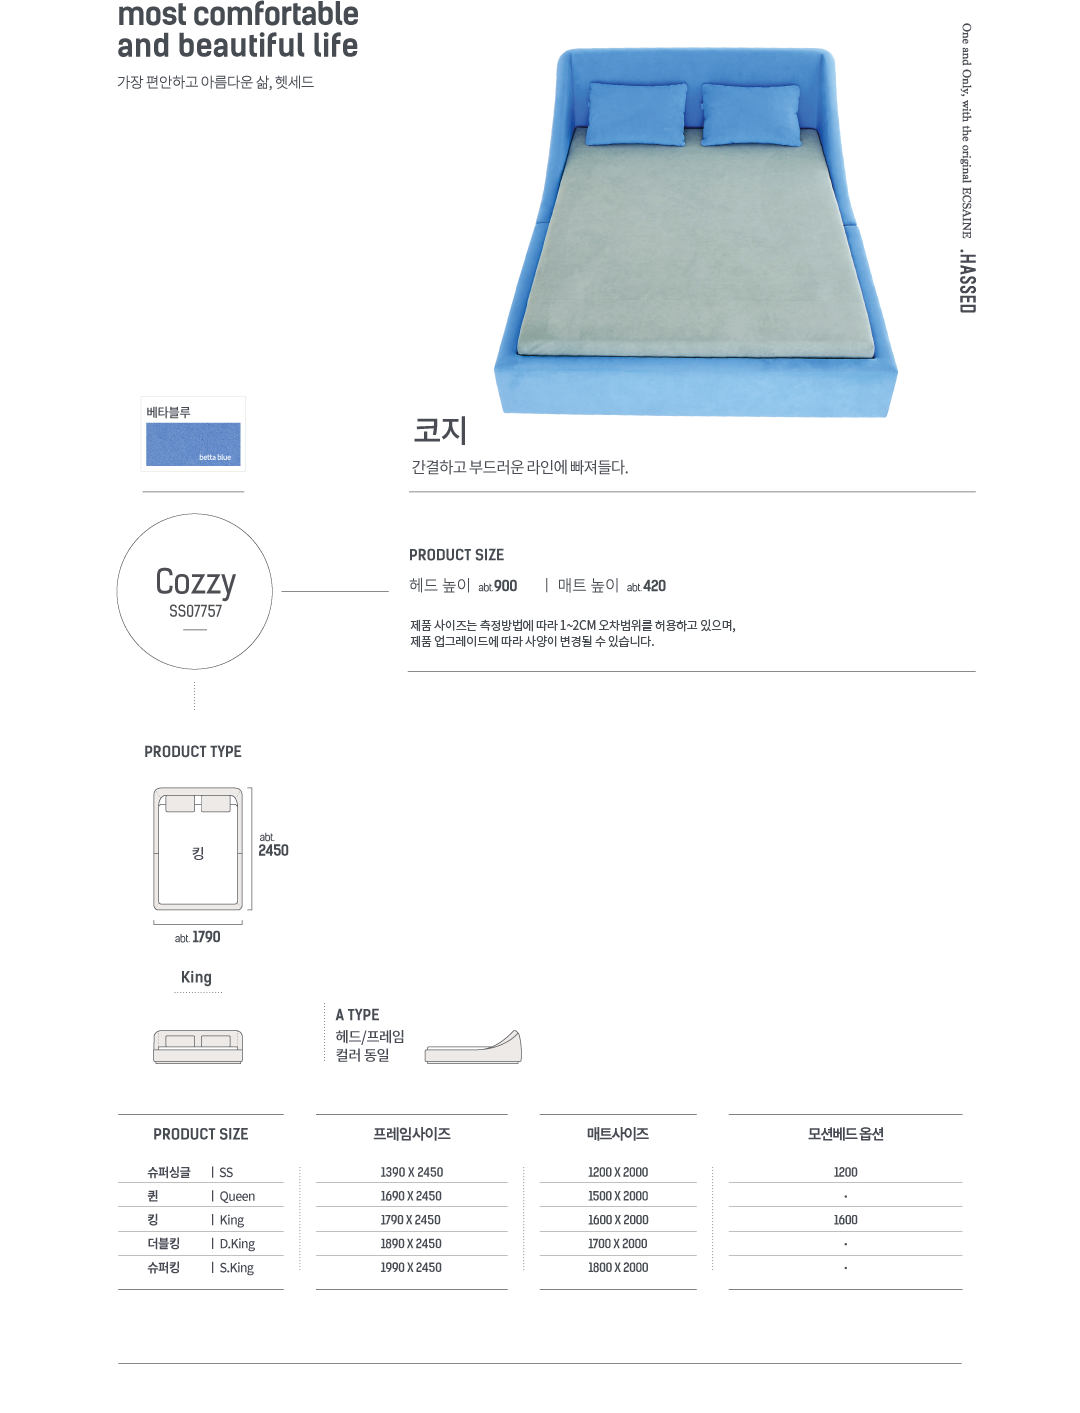 most comfortable
and beautiful life
가장 편안하고 아름다운 삶, 헷세드
One and Only, with the original ECSAINE .HASSED
베타블루
betta blue
코지
간결하고 부드러운 라인에 빠져들다.
Cozzy
SS07757
PRODUCT SIZE
헤드 높이 abt.900 | 매트 높이 abt.420
제품 사이즈는 측정방법에 따라 1~2CM 오차범위를 허용하고 있으며,
제품 업그레이드에 따라 사양이 변경될 수 있습니다.
PRODUCT TYPE
킹
abt.
2450
abt. 1790
King
A TYPE
헤드/프레임
컬러 동일
PRODUCT SIZE 프레임사이즈 매트사이즈 모션베드 옵션
슈퍼싱글 | SS 1390 X 2450 1200 X 2000 1200
퀸 | Queen 1690 X 2450 1500 X 2000 ·
킹 | King 1790 X 2450 1600 X 2000 1600
더블킹 | D.King 1890 X 2450 1700 X 2000 ·
슈퍼킹 | S.King 1990 X 2450 1800 X 2000 ·